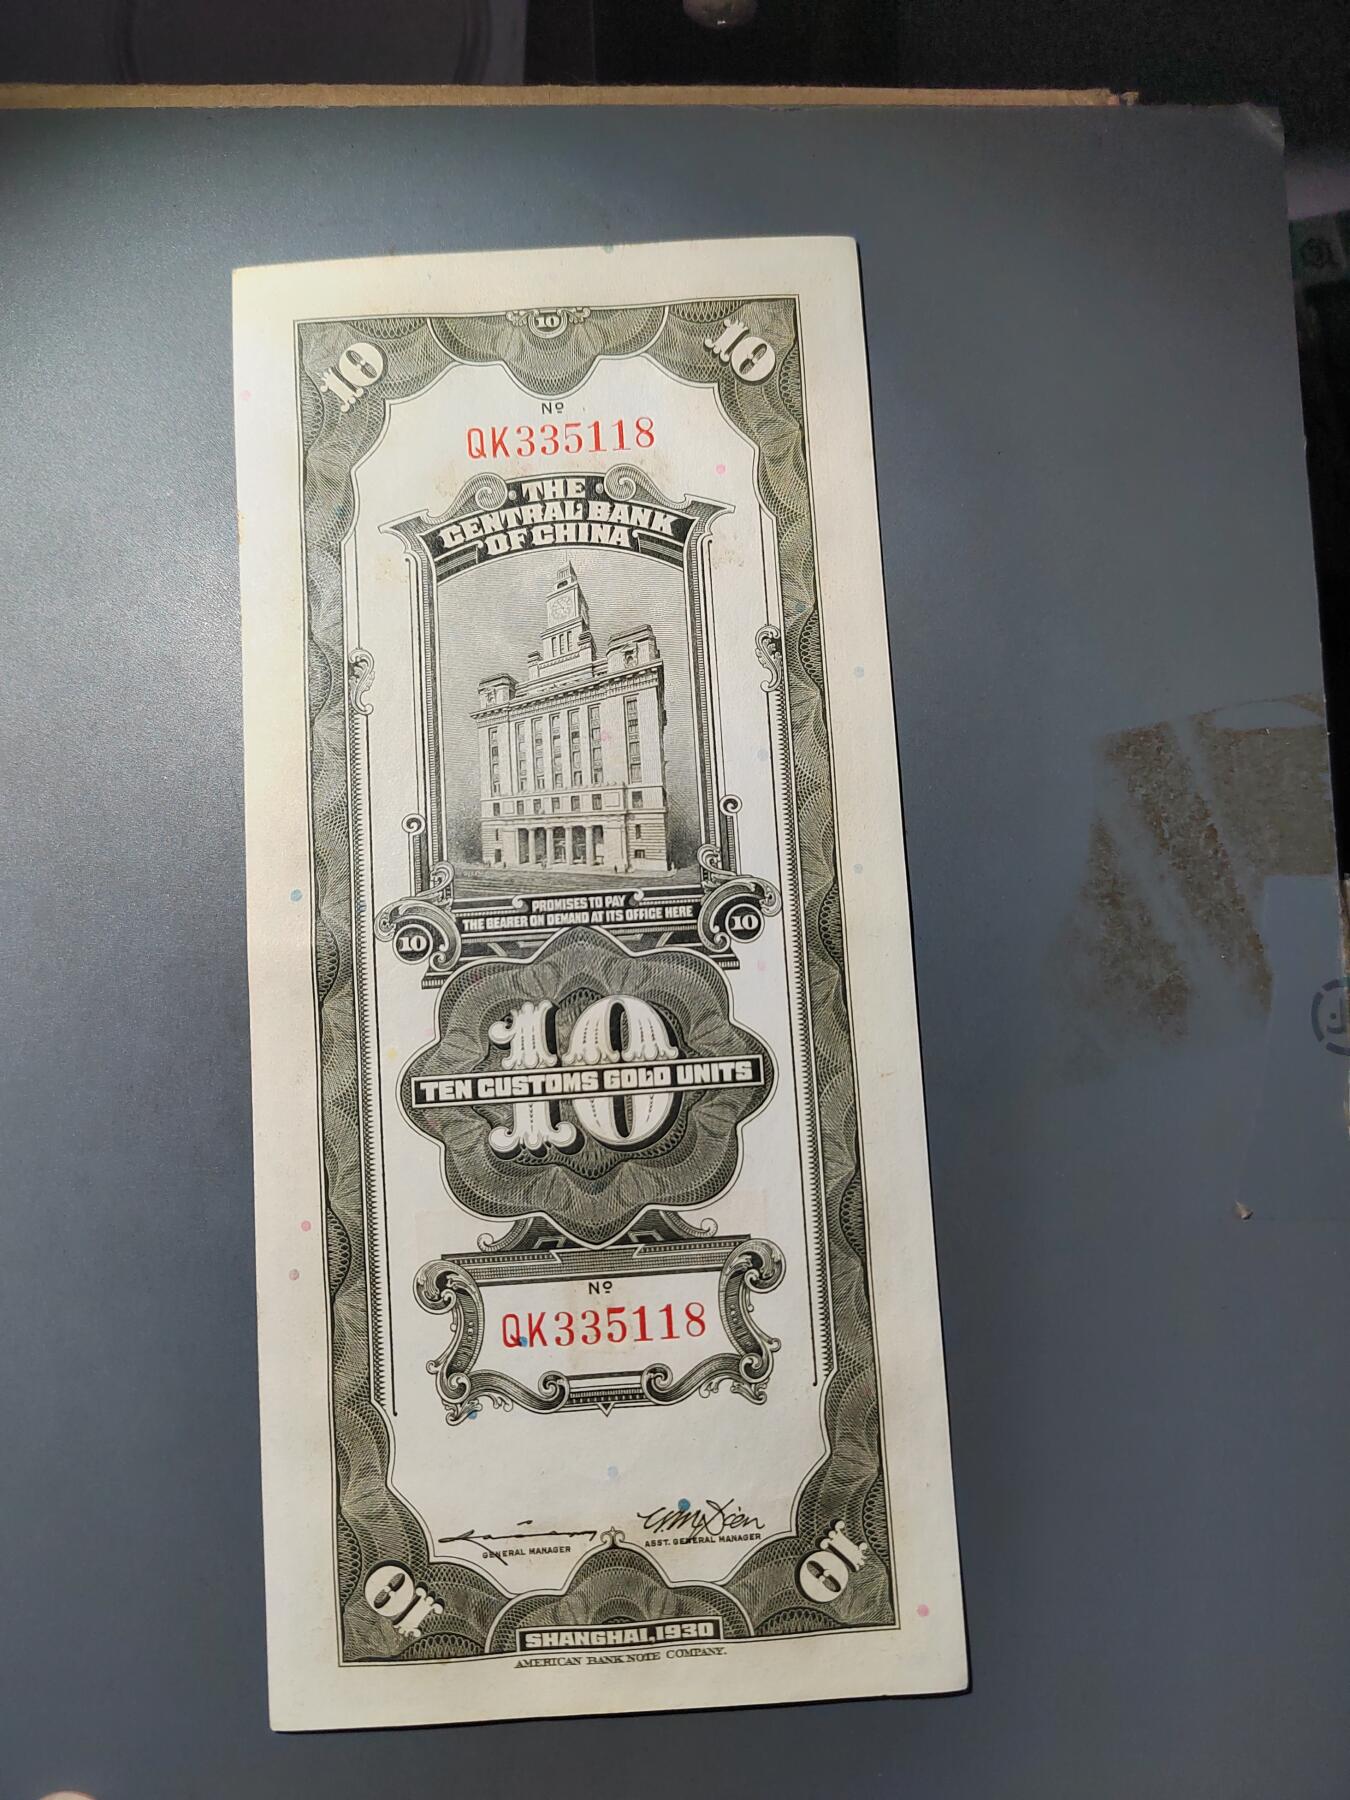 10
10
10
Nº
QK335118
THE
CENTRAL BANK
OF CHINA
PROMISES TO PAY
THE BEARER ON DEMAND AT ITS OFFICE HERE
10
10
10
TEN CUSTOMS GOLD UNITS
Nº
QK335118
GENERAL MANAGER
ASST. GENERAL MANAGER
10
10
SHANGHAI, 1930
AMERICAN BANK NOTE COMPANY.